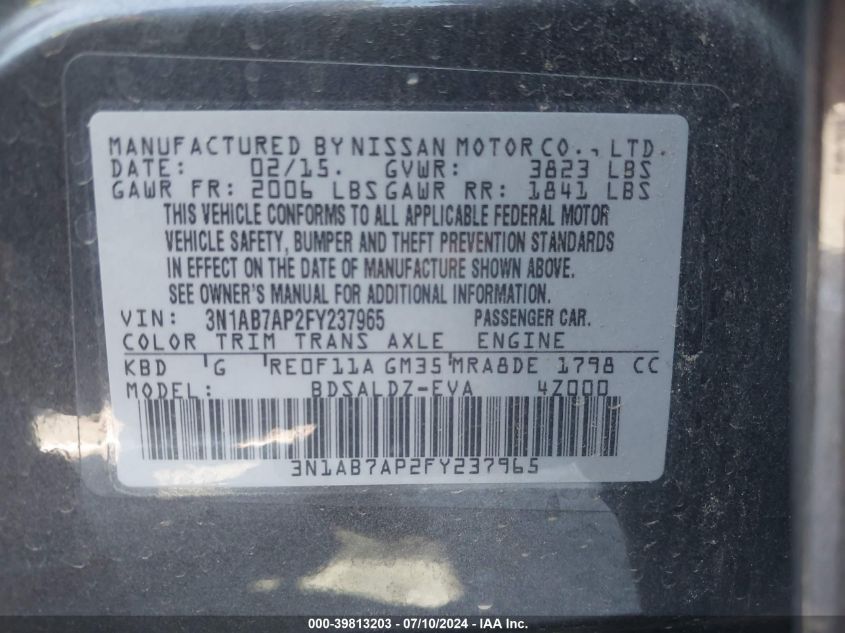 MANUFACTURED BY NISSAN MOTOR CO., LTD.
DATE: 02/15. GVWR: 3823 LBS
GAWR FR: 2006 LBS GAWR RR: 1841 LBS
THIS VEHICLE CONFORMS TO ALL APPLICABLE FEDERAL MOTOR
VEHICLE SAFETY, BUMPER AND THEFT PREVENTION STANDARDS
IN EFFECT ON THE DATE OF MANUFACTURE SHOWN ABOVE.
SEE OWNER'S MANUAL FOR ADDITIONAL INFORMATION.
VIN: 3N1AB7AP2FY237965 PASSENGER CAR.
COLOR TRIM TRANS AXLE ENGINE
KBD G RE0F11A GM35 MRA8DE 1798 CC
MODEL: BDSALDZ-EVA 4Z000
3N1AB7AP2FY237965
000-39813203 - 07/10/2024 - IAA Inc.